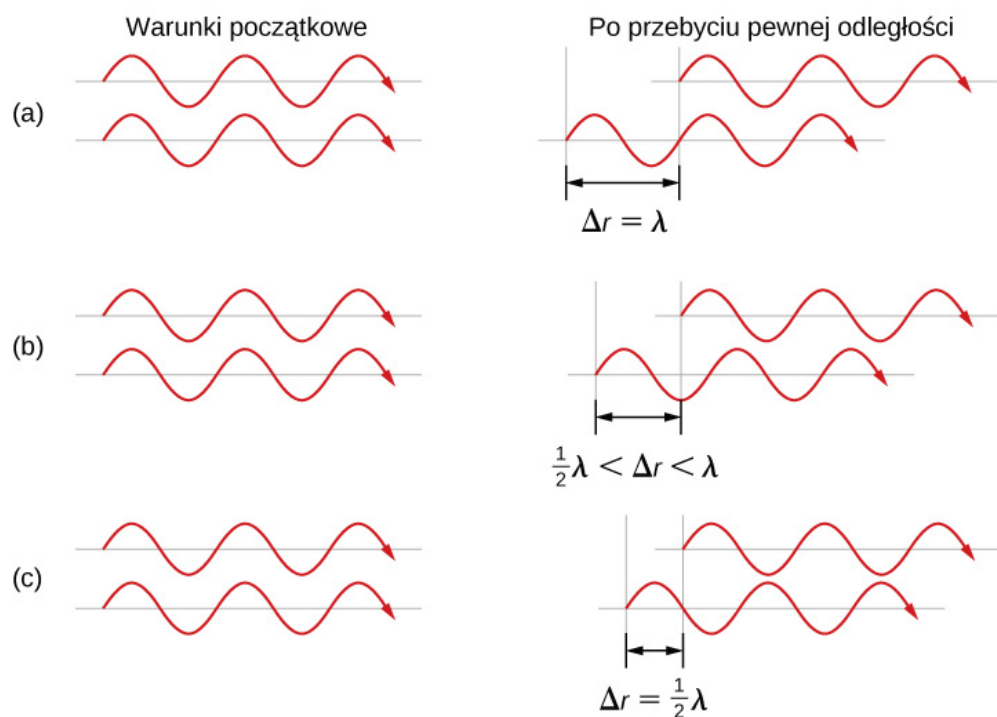 Warunki początkowe
Po przebyciu pewnej odległości
(a)
Δr = λ
(b)
½λ < Δr < λ
(c)
Δr = ½λ